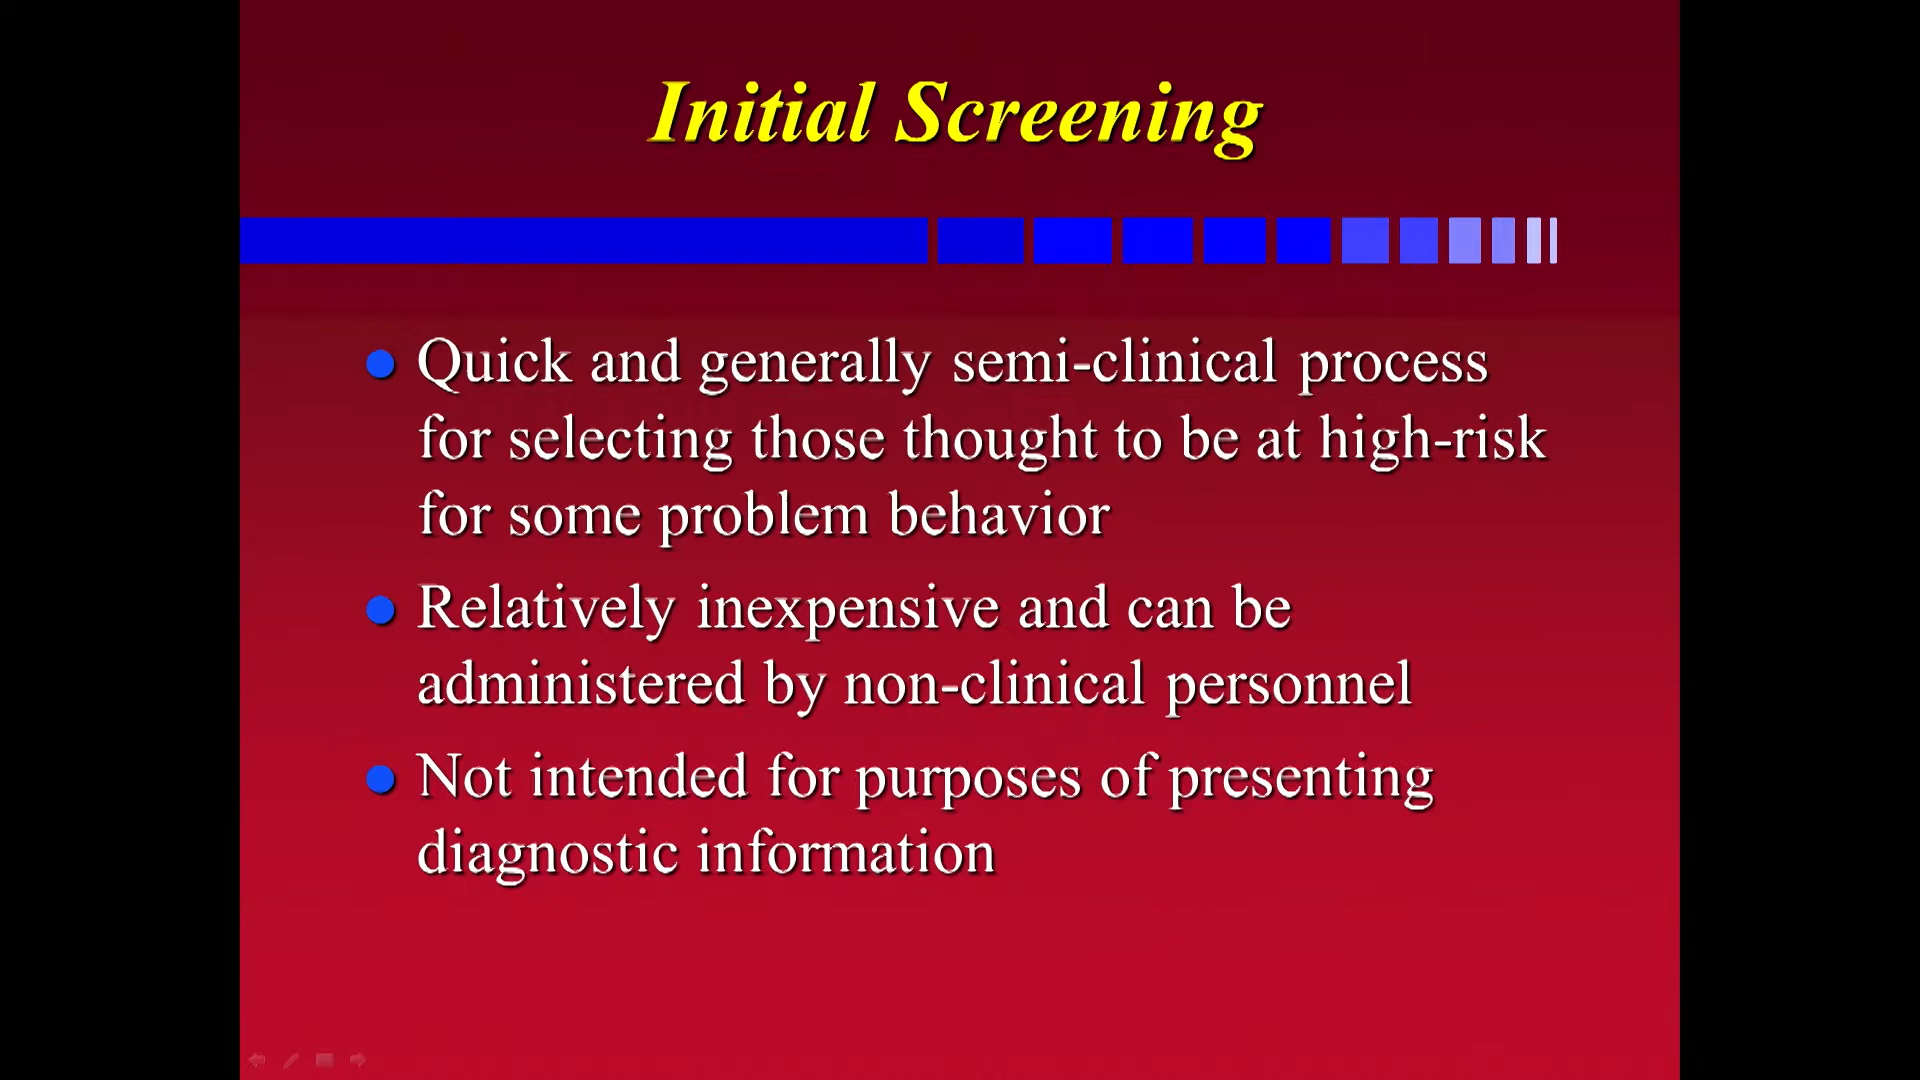 Initial Screening
Quick and generally semi-clinical process
for selecting those thought to be at high-risk
for some problem behavior
Relatively inexpensive and can be
administered by non-clinical personnel
Not intended for purposes of presenting
diagnostic information